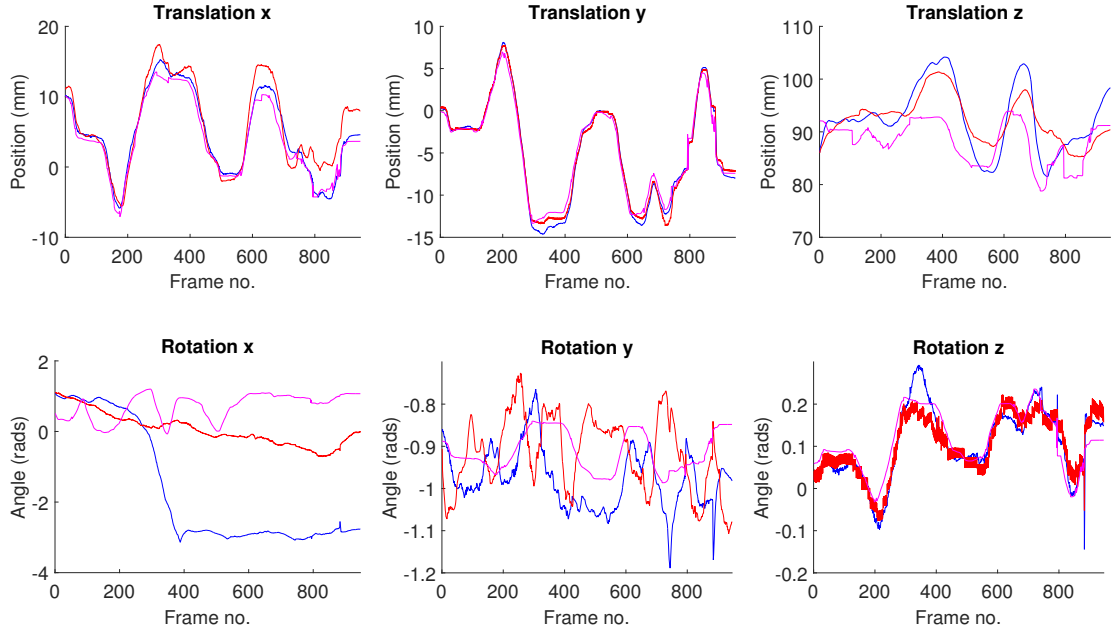 Translation x
Translation y
Translation z
20
10
0
-10
Position (mm)
0 200 400 600 800
Frame no.
10
5
0
-5
-10
-15
Position (mm)
0 200 400 600 800
Frame no.
110
100
90
80
70
Position (mm)
0 200 400 600 800
Frame no.
Rotation x
Rotation y
Rotation z
2
0
-2
-4
Angle (rads)
0 200 400 600 800
Frame no.
-0.8
-0.9
-1
-1.1
-1.2
Angle (rads)
0 200 400 600 800
Frame no.
0.2
0.1
0
-0.1
-0.2
Angle (rads)
0 200 400 600 800
Frame no.